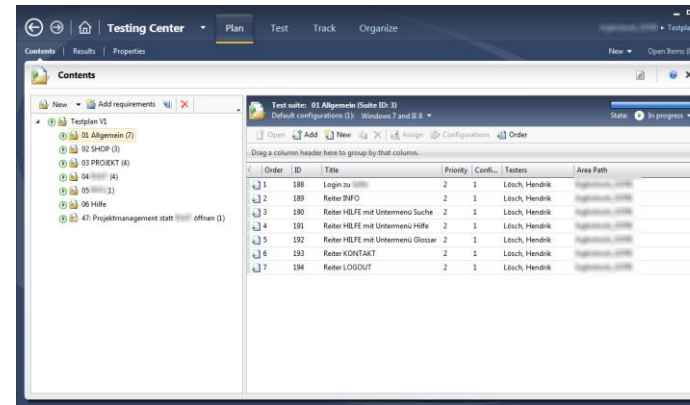 Testing Center Plan Test Track Organize
Contents Results Properties New Open Items
Contents
New Add requirements
Testplan V1
01 Allgemein (7)
02 SHOP (3)
03 PROJEKT (4)
04 (4)
05 1)
06 Hilfe
47: Projektmanagement statt öffnen (1)
Test suite: 01 Allgemein (Suite ID: 3)
Default configurations (1): Windows 7 and IE 8 State: In progress
Open Add New Assign Configurations Order
Drag a column header here to group by that column.
Order ID Title Priority Confi... Testers Area Path
1 188 Login zu 2 1 Lösch, Hendrik
2 189 Reiter INFO 2 1 Lösch, Hendrik
3 190 Reiter HILFE mit Untermenü Suche 2 1 Lösch, Hendrik
4 191 Reiter HILFE mit Untermenü Hilfe 2 1 Lösch, Hendrik
5 192 Reiter HILFE mit Untermenü Glossar 2 1 Lösch, Hendrik
6 193 Reiter KONTAKT 2 1 Lösch, Hendrik
7 194 Reiter LOGOUT 2 1 Lösch, Hendrik